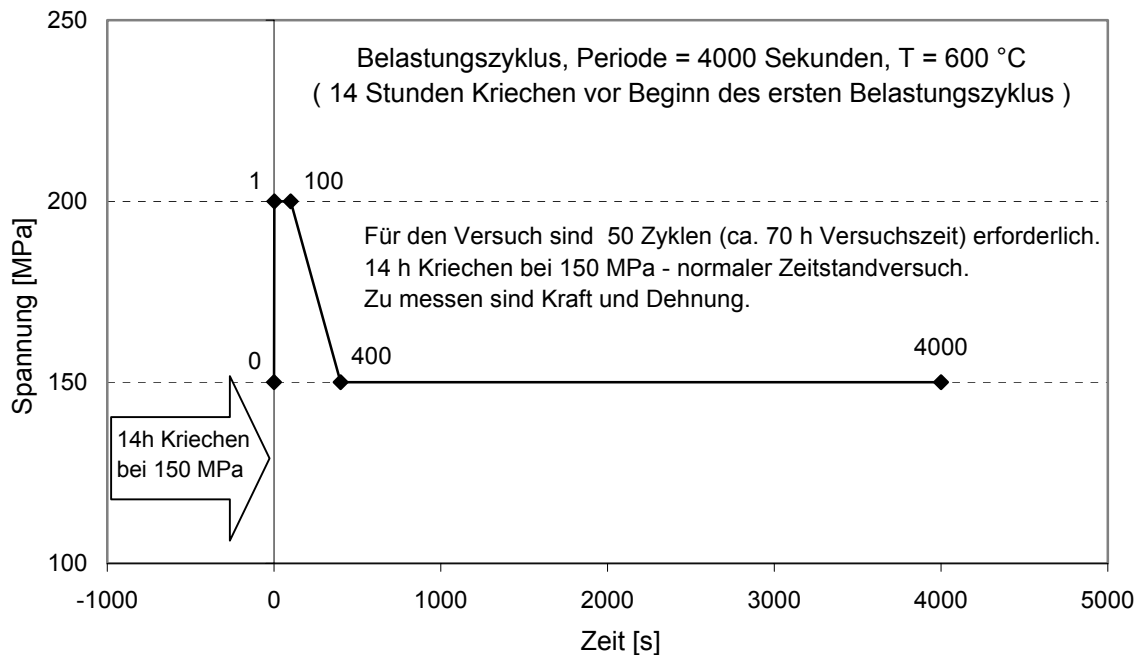 Belastungszyklus, Periode = 4000 Sekunden, T = 600 °C
( 14 Stunden Kriechen vor Beginn des ersten Belastungszyklus )
250
200
150
100
Spannung [MPa]
1
100
0
400
4000
Für den Versuch sind 50 Zyklen (ca. 70 h Versuchszeit) erforderlich.
14 h Kriechen bei 150 MPa - normaler Zeitstandversuch.
Zu messen sind Kraft und Dehnung.
14h Kriechen
bei 150 MPa
-1000
0
1000
2000
3000
4000
5000
Zeit [s]